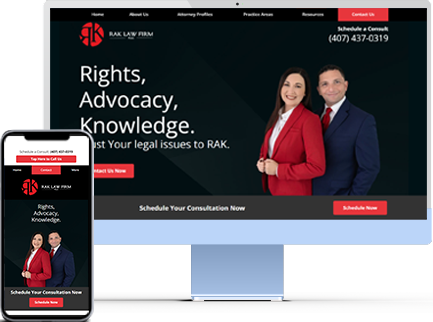 Home About Us Attorney Profiles Practice Areas Resources Contact Us
RAK LAW FIRM
Schedule a Consult
(407) 437-0319
Rights,
Advocacy,
Knowledge.
ust Your legal issues to RAK.
ntact Us Now
Schedule Your Consultation Now
Schedule Now
Schedule a Consult (407) 437-0319
Tap Here to Call Us
Home Contact More
RAK LAW FIRM
Rights,
Advocacy,
Knowledge.
Schedule Your Consultation Now
Schedule Now